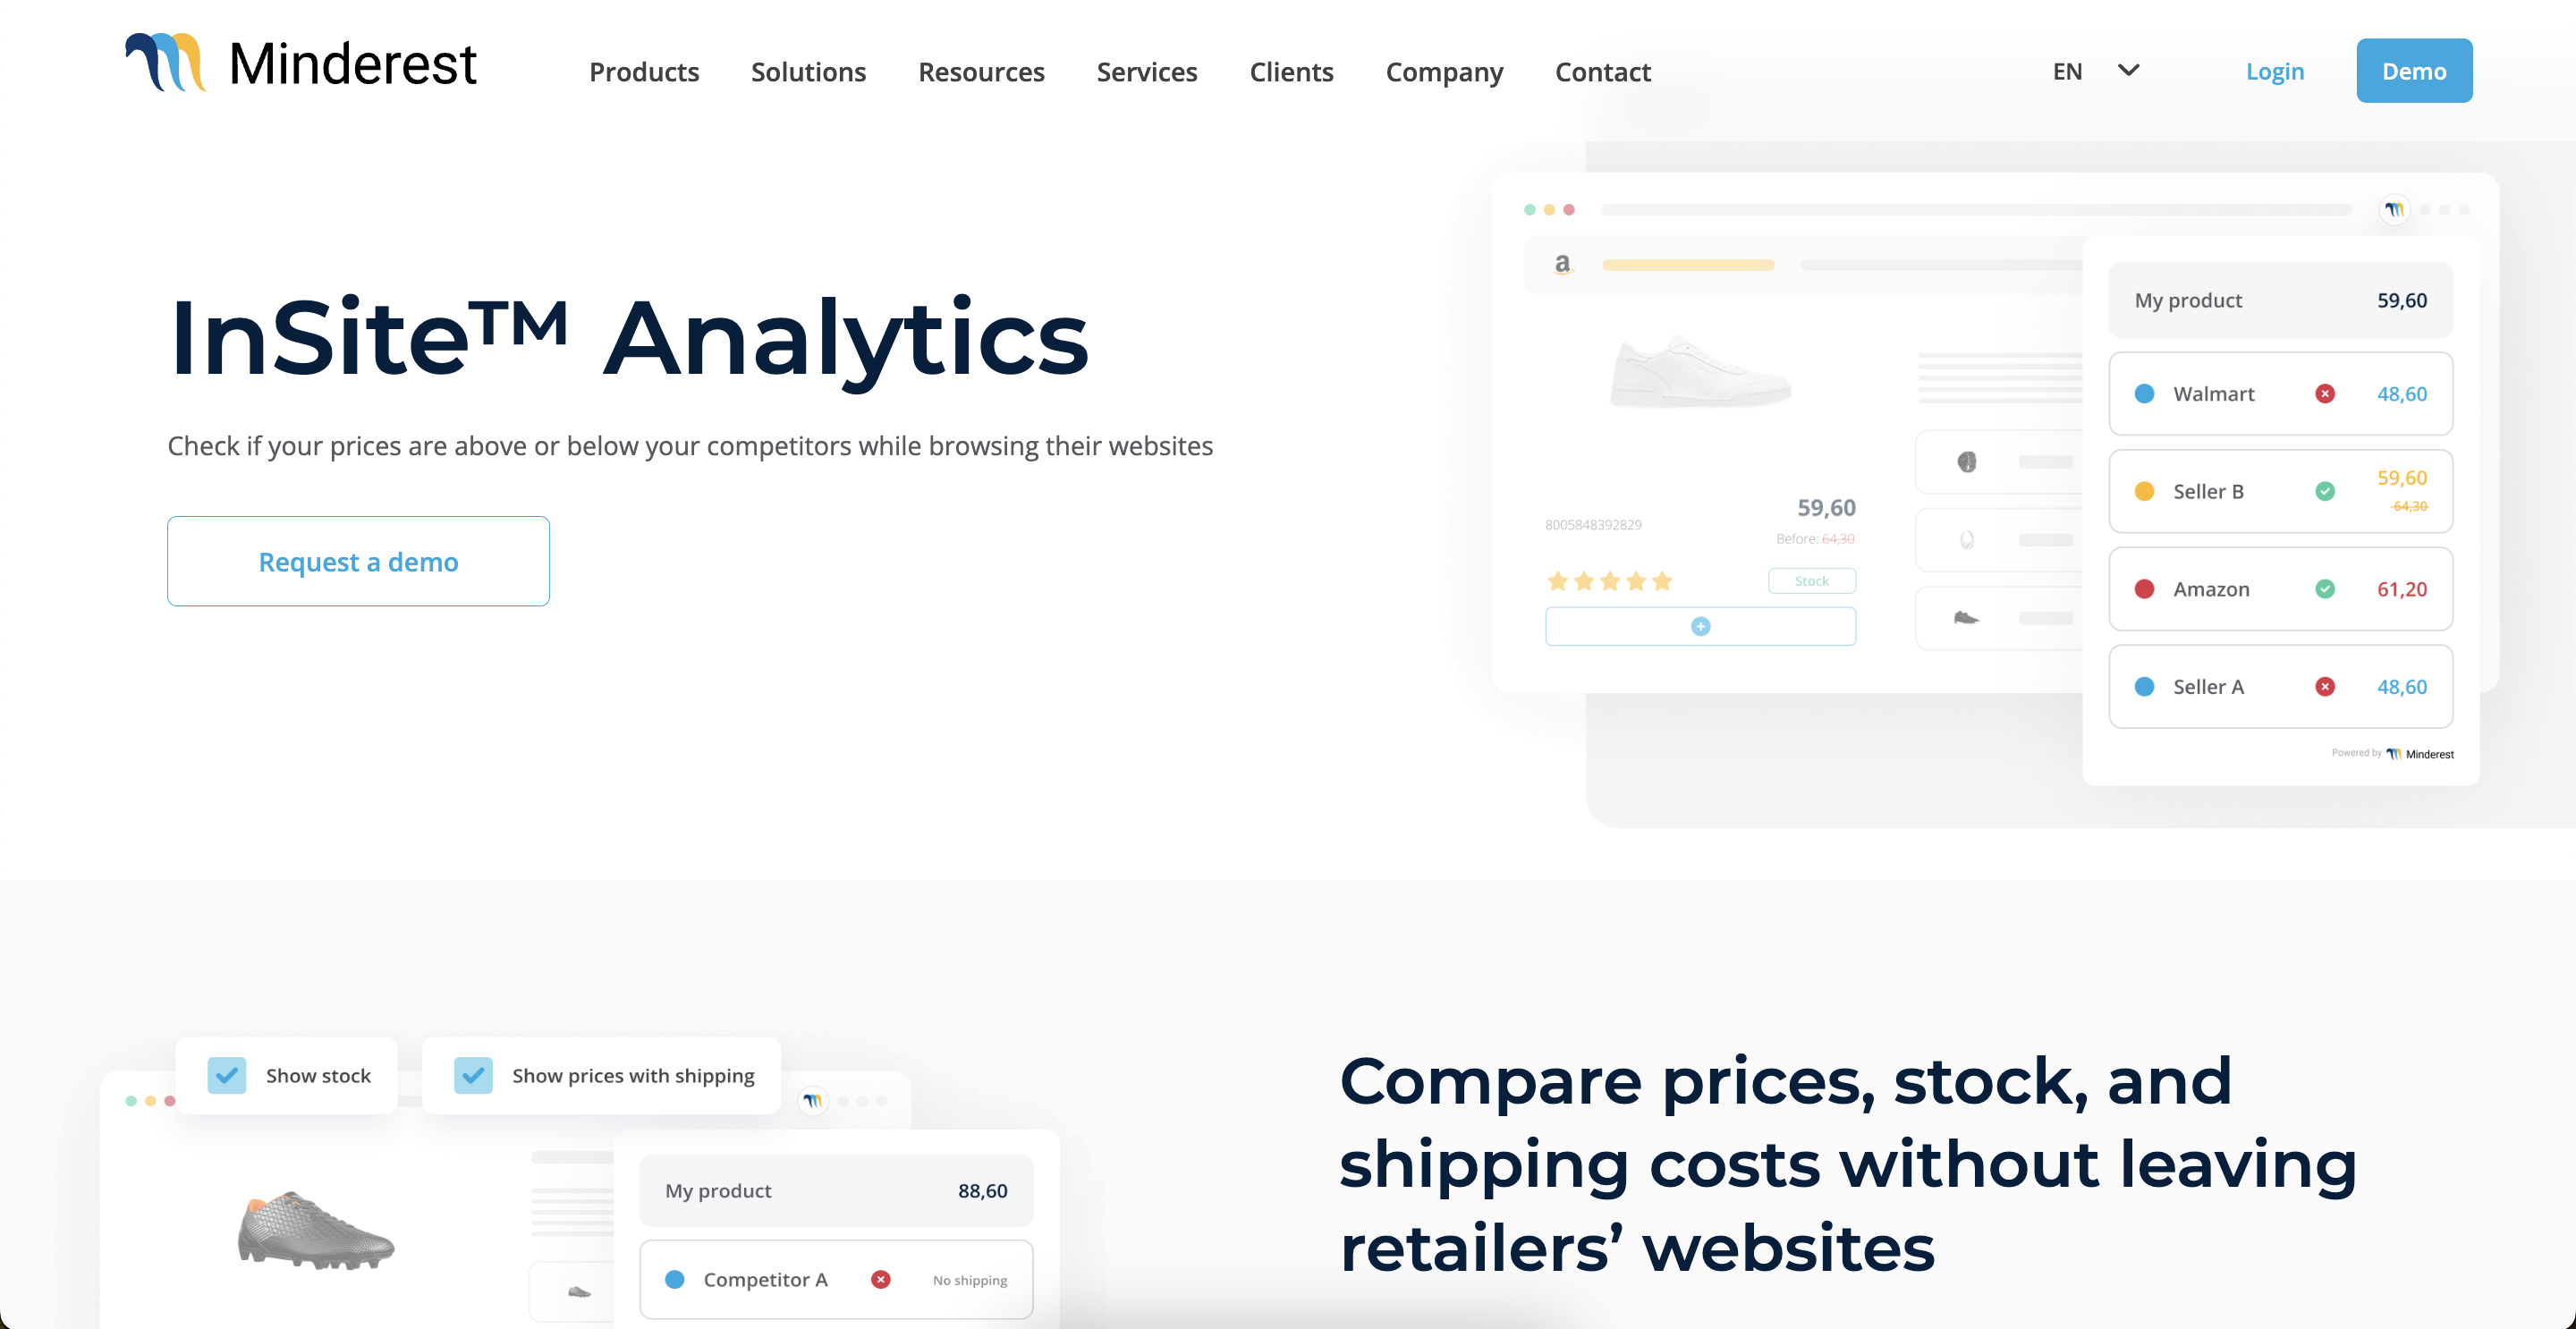 Minderest
Products
Solutions
Resources
Services
Clients
Company
Contact
EN
Login
Demo
InSite™ Analytics
Check if your prices are above or below your competitors while browsing their websites
Request a demo
a
8005848392829
59,60
Before: 64,30
Stock
My product 59,60
Walmart 48,60
Seller B 59,60
64,30
Amazon 61,20
Seller A 48,60
Powered by Minderest
Show stock
Show prices with shipping
My product 88,60
Competitor A No shipping
Compare prices, stock, and
shipping costs without leaving
retailers’ websites